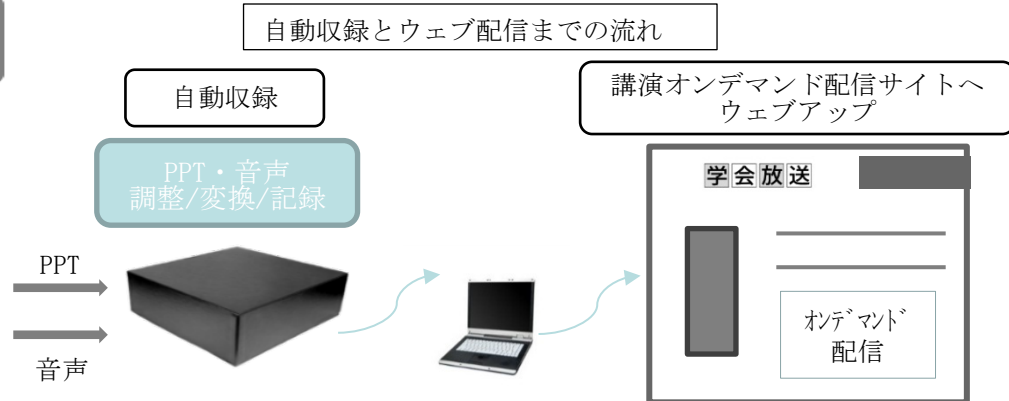 自動収録とウェブ配信までの流れ
自動収録
講演オンデマンド配信サイトへ
ウェブアップ
PPT・音声
調整/変換/記録
学会放送
PPT
音声
ｵﾝﾃﾞﾏﾝﾄﾞ
配信